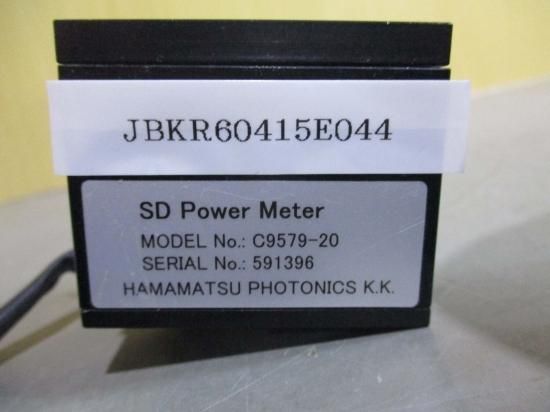 JBKR60415E044
SD Power Meter
MODEL No.: C9579-20
SERIAL No.: 591396
HAMAMATSU PHOTONICS K.K.